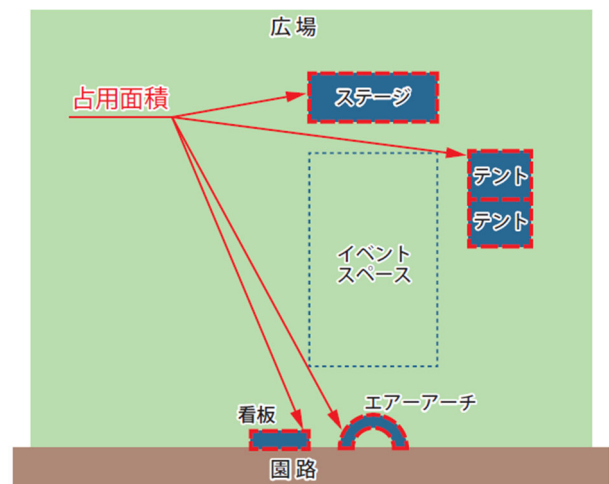 広場
占用面積
ステージ
テント
テント
イベント
スペース
看板
エアーアーチ
園路